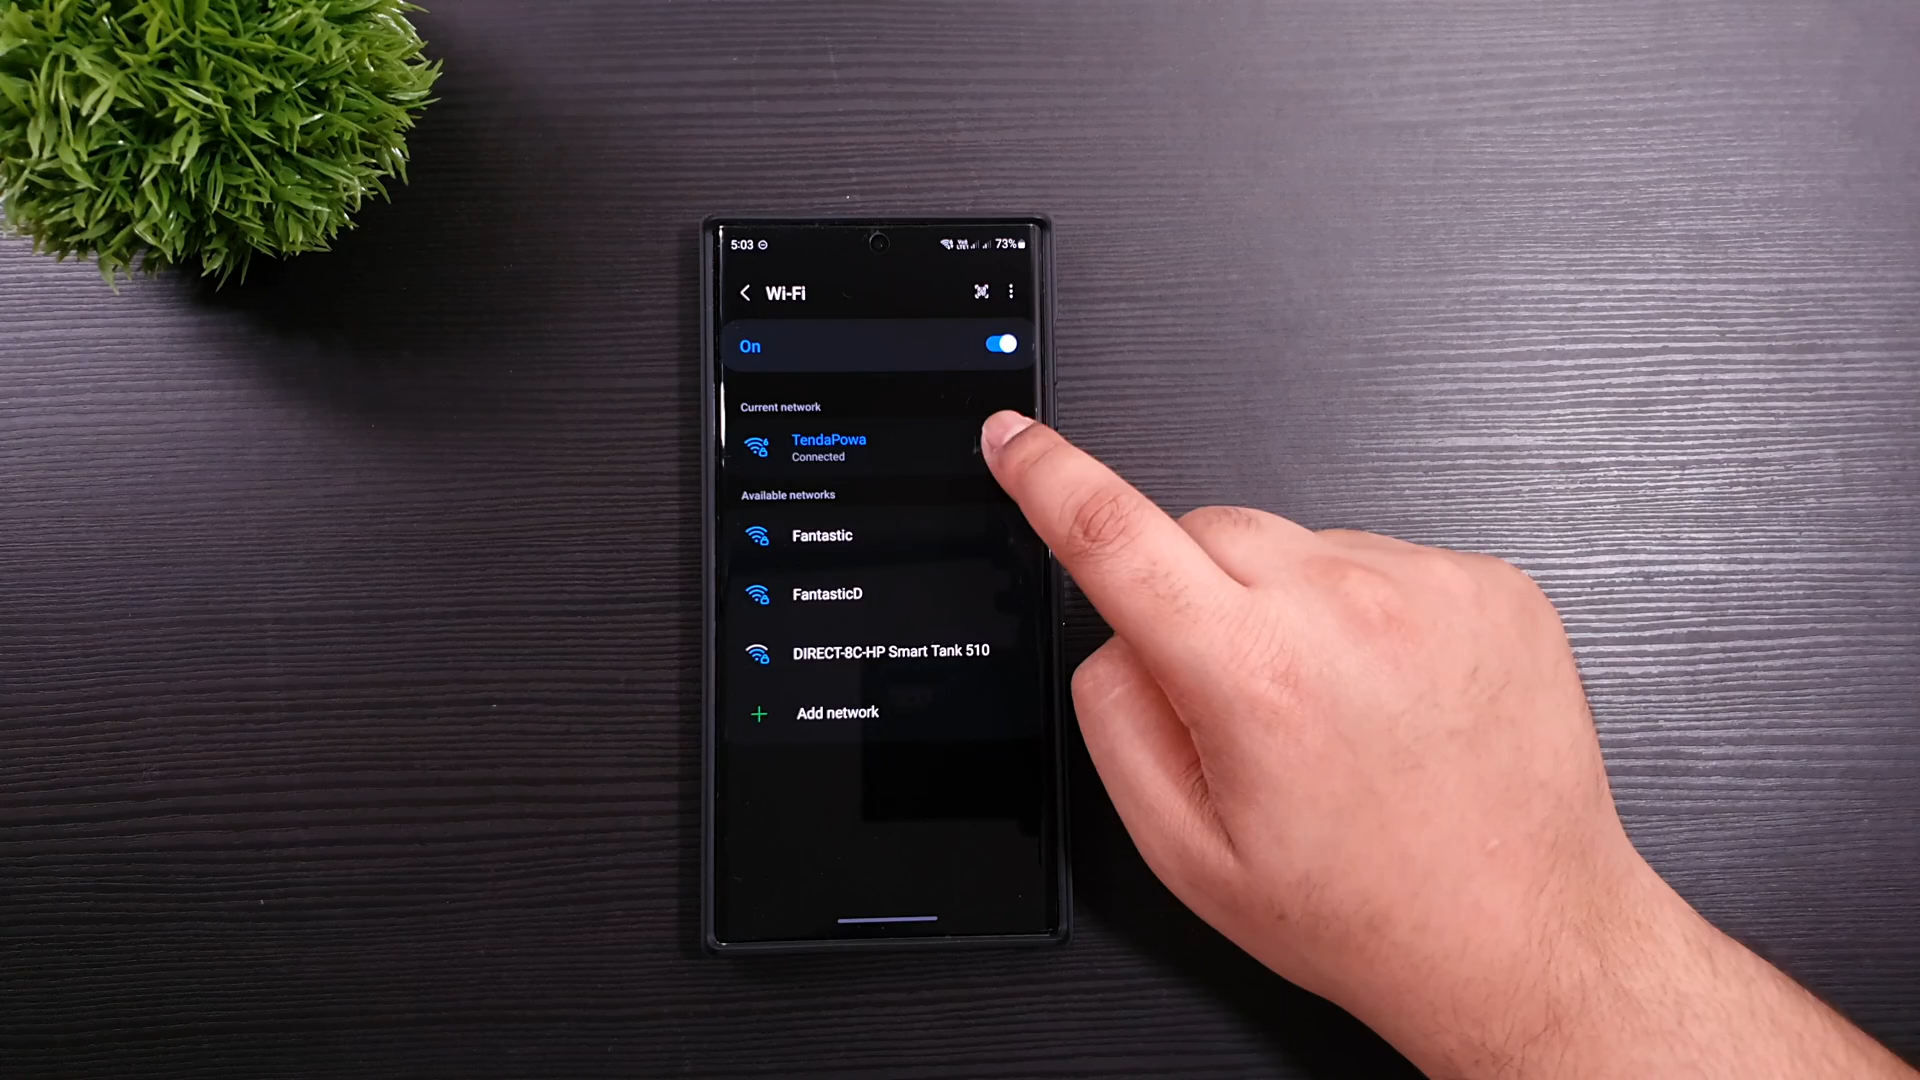 5:03
73%
Wi-Fi
On
Current network
TendaPowa
Connected
Available networks
Fantastic
FantasticD
DIRECT-8C-HP Smart Tank 510
Add network